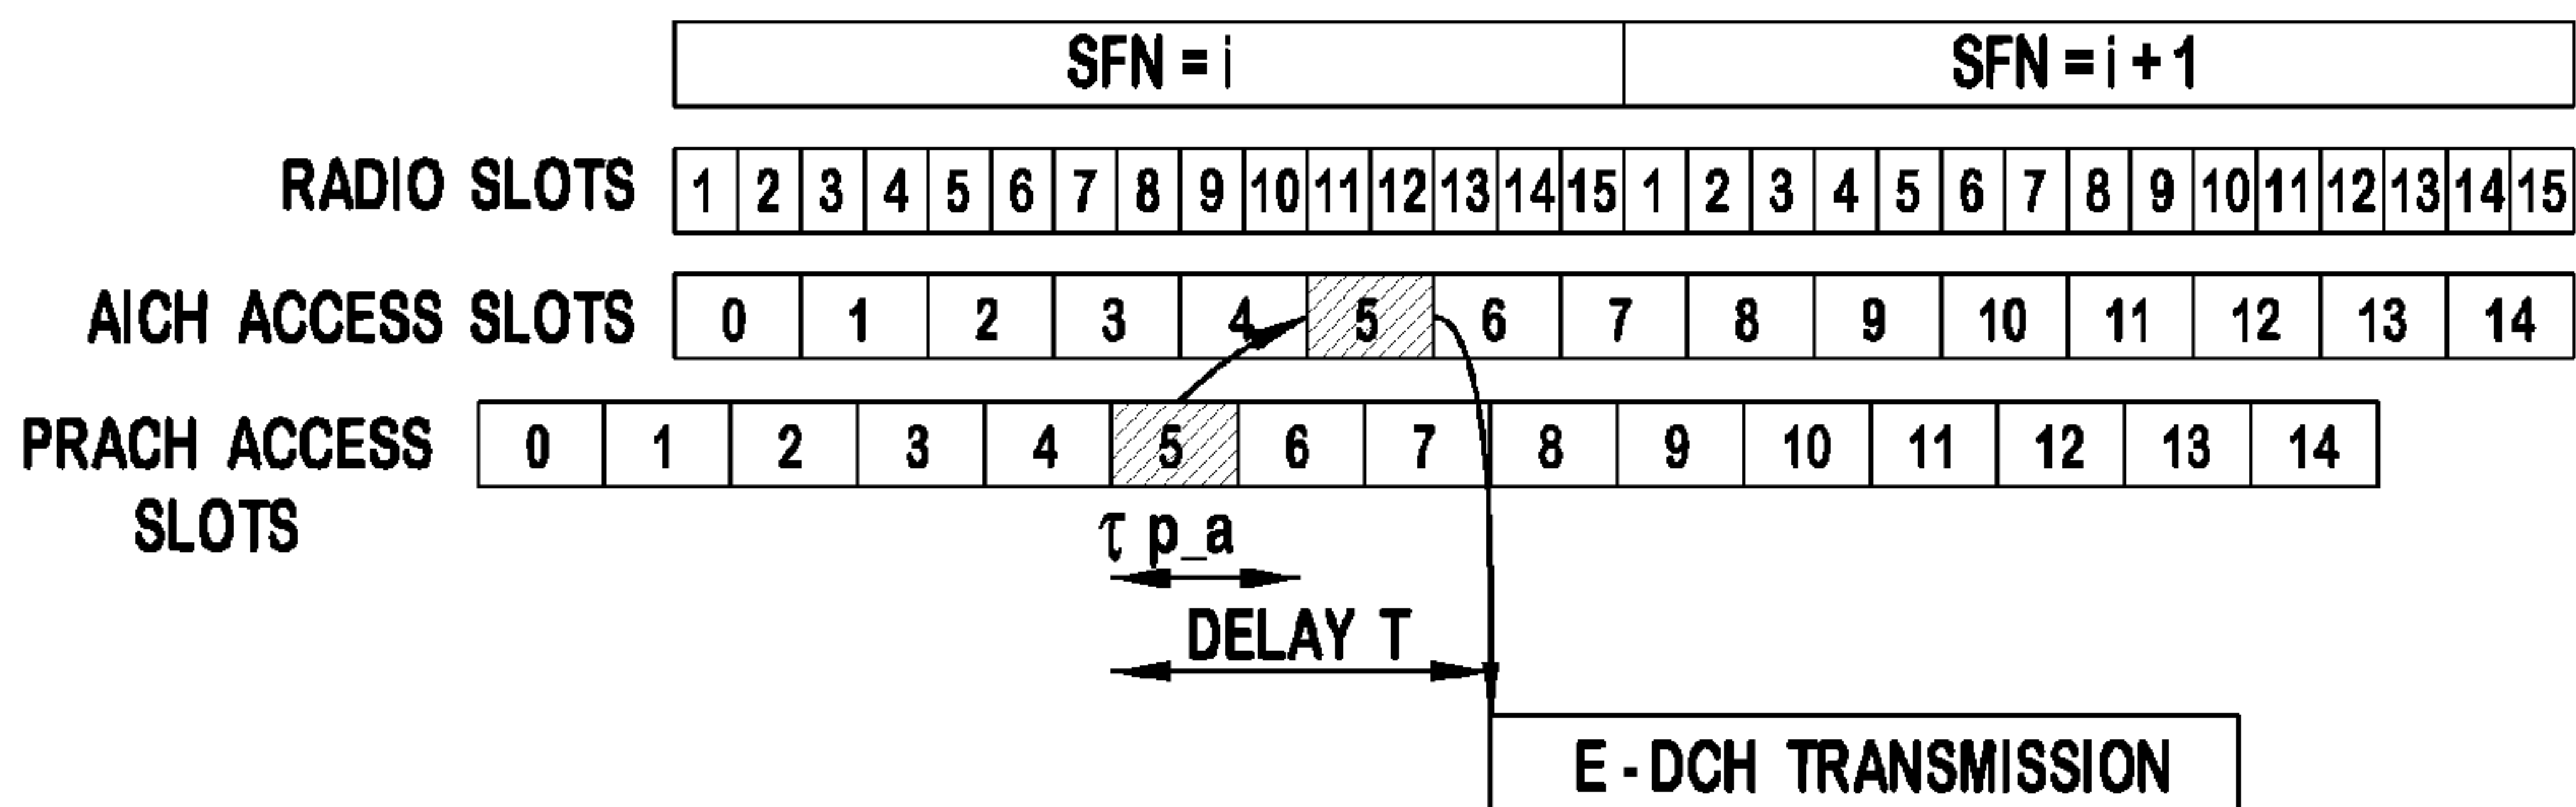 SFN = i SFN = i + 1
RADIO SLOTS 1 2 3 4 5 6 7 8 9 10 11 12 13 14 15 1 2 3 4 5 6 7 8 9 10 11 12 13 14 15
AICH ACCESS SLOTS 0 1 2 3 4 5 6 7 8 9 10 11 12 13 14
PRACH ACCESS SLOTS 0 1 2 3 4 5 6 7 8 9 10 11 12 13 14
τ p_a
DELAY T
E - DCH TRANSMISSION